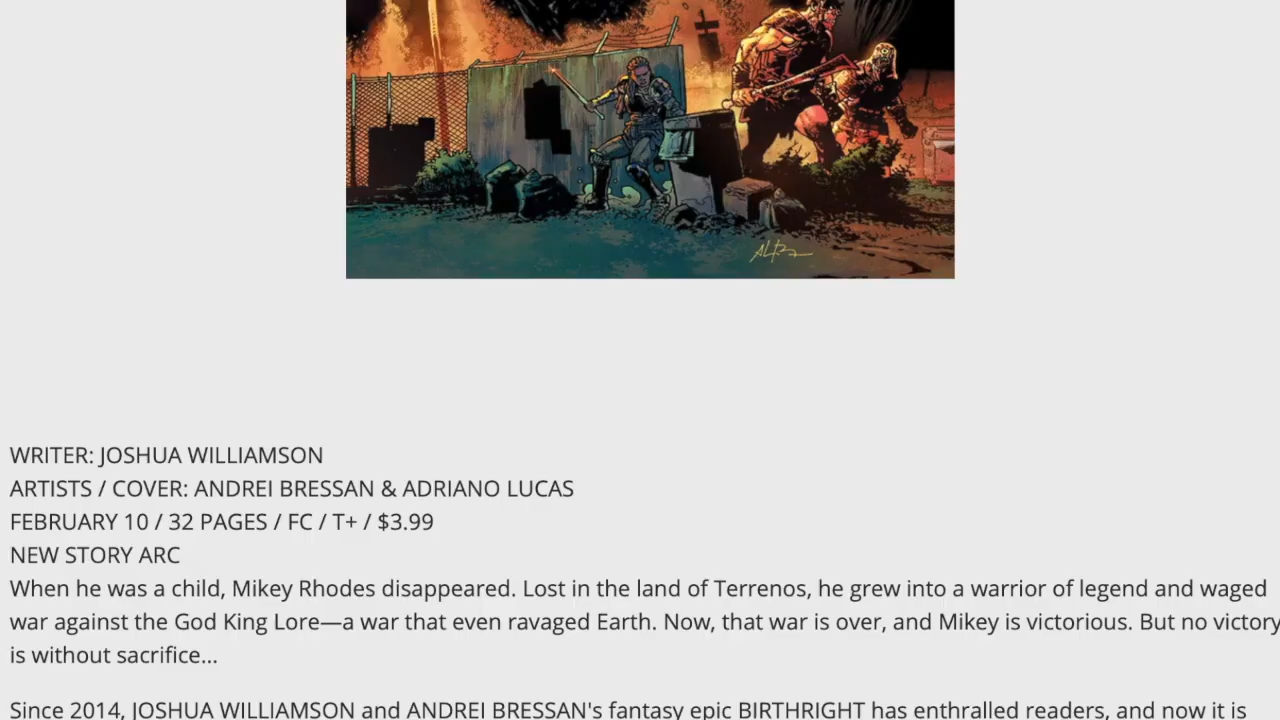 WRITER: JOSHUA WILLIAMSON
ARTISTS / COVER: ANDREI BRESSAN & ADRIANO LUCAS
FEBRUARY 10 / 32 PAGES / FC / T+ / $3.99
NEW STORY ARC
When he was a child, Mikey Rhodes disappeared. Lost in the land of Terrenos, he grew into a warrior of legend and waged
war against the God King Lore—a war that even ravaged Earth. Now, that war is over, and Mikey is victorious. But no victory
is without sacrifice...
Since 2014, JOSHUA WILLIAMSON and ANDREI BRESSAN's fantasy epic BIRTHRIGHT has enthralled readers, and now it is